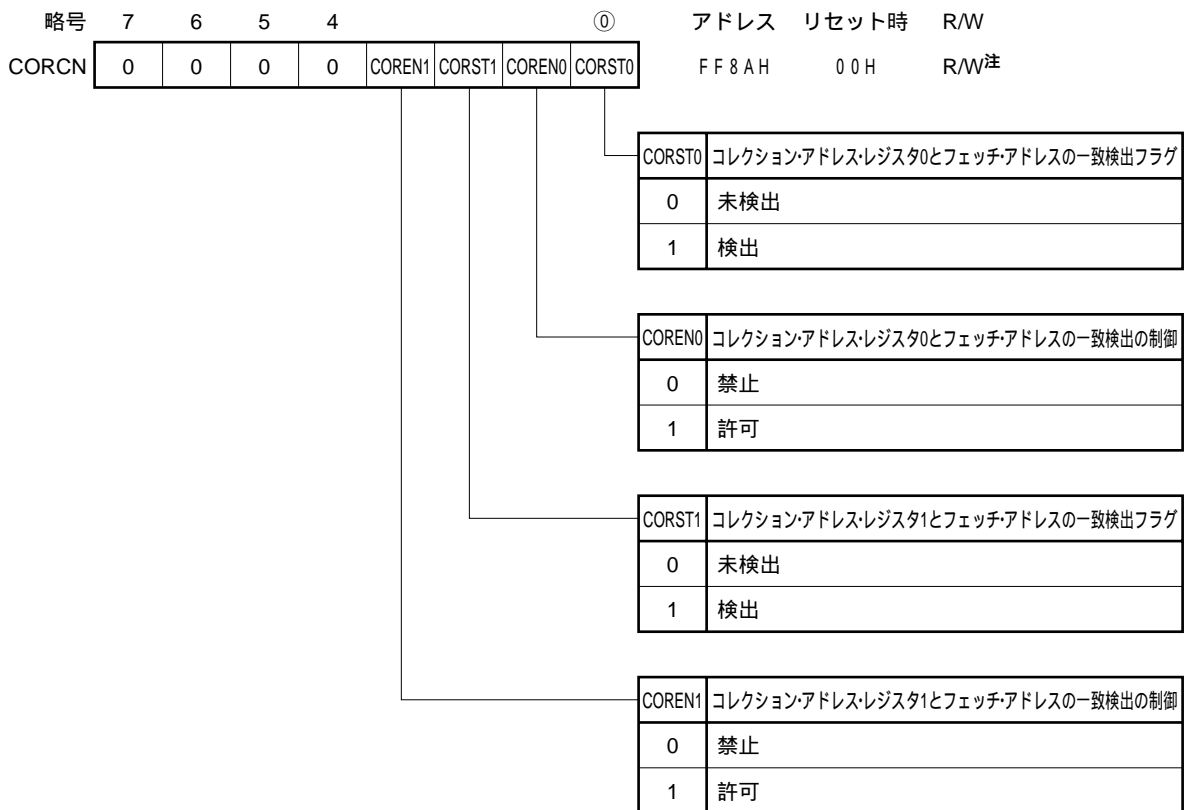 略号 7 6 5 4 ⓪ アドレス リセット時 R/W
CORCN 0 0 0 0 COREN1 CORST1 COREN0 CORST0 FF8AH 00H R/W注
CORST0 コレクション・アドレス・レジスタ0とフェッチ・アドレスの一致検出フラグ
0 未検出
1 検出
COREN0 コレクション・アドレス・レジスタ0とフェッチ・アドレスの一致検出の制御
0 禁止
1 許可
CORST1 コレクション・アドレス・レジスタ1とフェッチ・アドレスの一致検出フラグ
0 未検出
1 検出
COREN1 コレクション・アドレス・レジスタ1とフェッチ・アドレスの一致検出の制御
0 禁止
1 許可